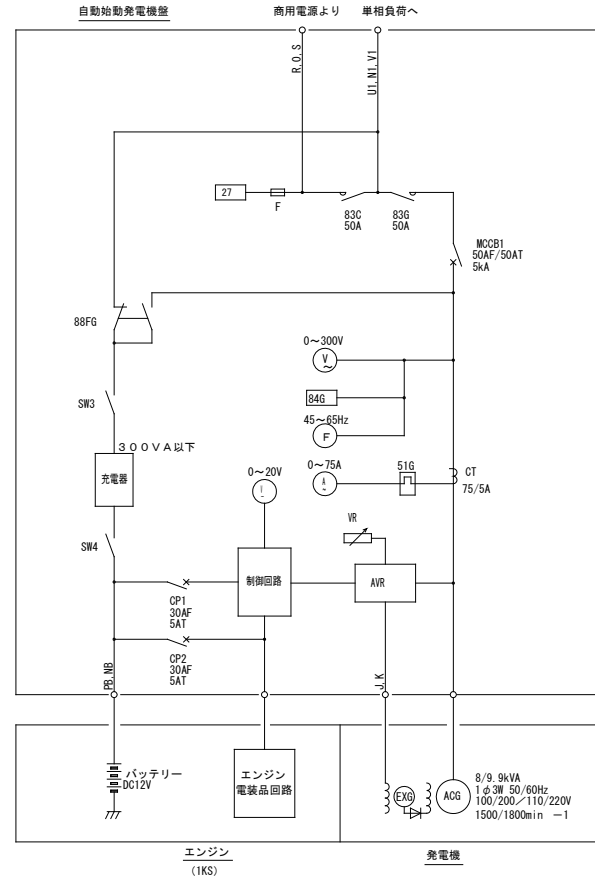 自動始動発電機盤
商用電源より
単相負荷へ
R,O,S
U1,N1,V1
27
F
83C
50A
83G
50A
MCCB1
50AF/50AT
5kA
88FG
0～300V
V
84G
45～65Hz
F
SW3
300VA以下
充電器
0～20V
0～75A
A
51G
CT
75/5A
VR
SW4
制御回路
AVR
CP1
30AF
5AT
CP2
30AF
5AT
PB,NB
J,K
バッテリー
DC12V
エンジン
電装品回路
EXG
ACG
8/9.9kVA
1φ3W 50/60Hz
100/200／110/220V
1500/1800min －1
エンジン
(1KS)
発電機